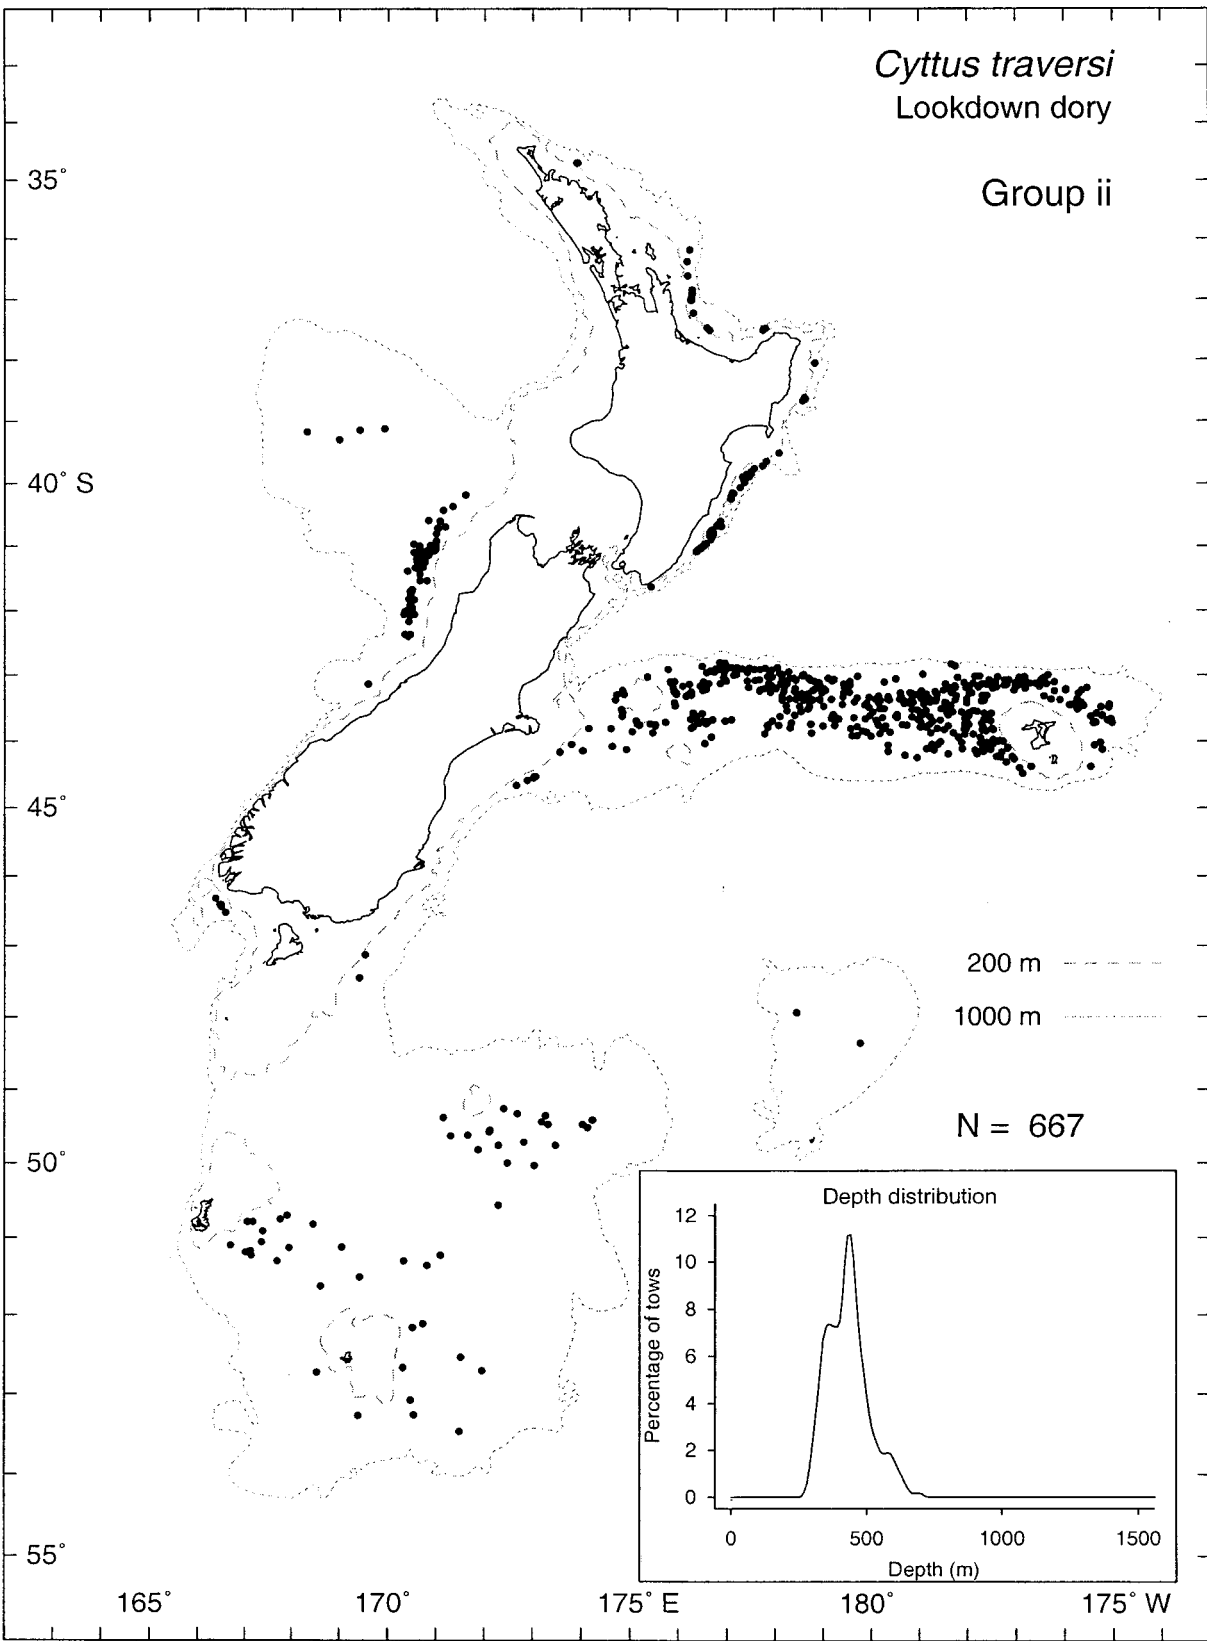 Cyttus traversi
Lookdown dory
Group ii
35°
40° S
45°
200 m
1000 m
N = 667
50°
Depth distribution
12
10
8
6
4
2
0
Percentage of tows
0 500 1000 1500
Depth (m)
55°
165° 170° 175° E 180° 175° W